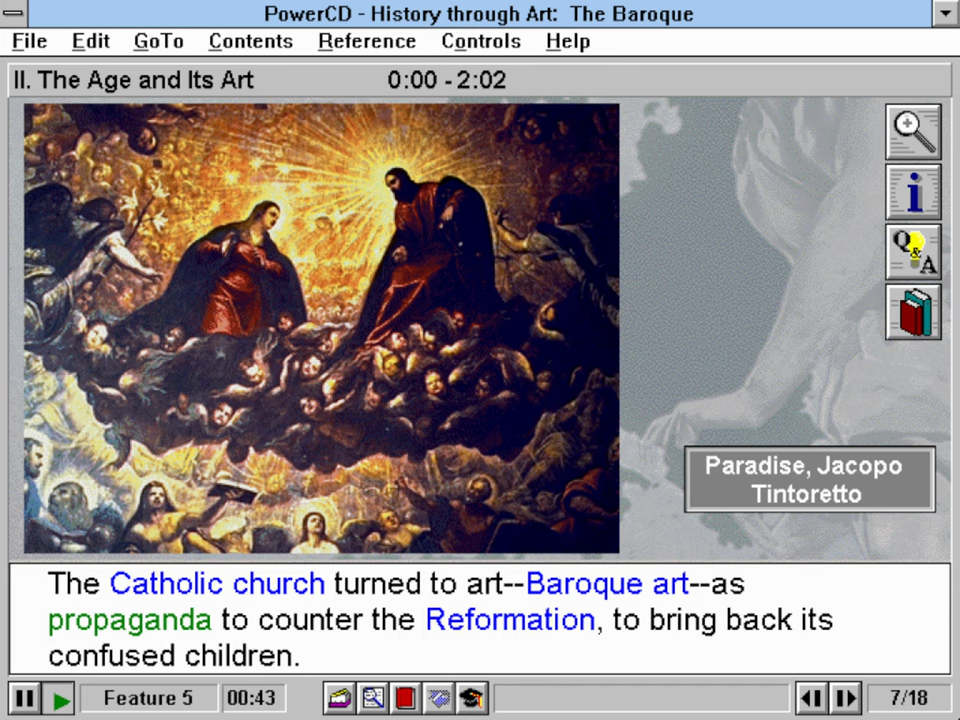 PowerCD - History through Art:  The Baroque
File Edit GoTo Contents Reference Controls Help
II. The Age and Its Art 0:00 - 2:02
i
Q & A
Paradise, Jacopo
Tintoretto
The Catholic church turned to art--Baroque art--as
propaganda to counter the Reformation, to bring back its
confused children.
Feature 5 00:43 7/18